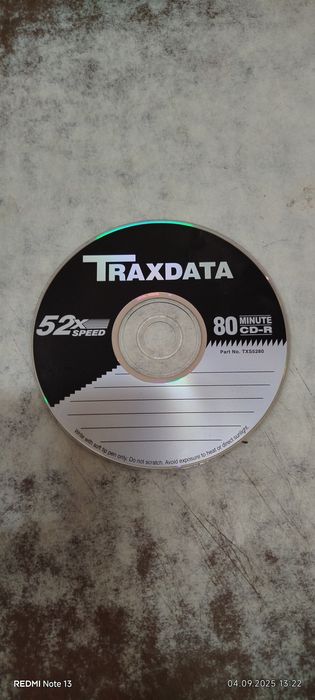 TRAXDATA
52X SPEED
80 MINUTE CD-R
Part No. TXS5280
Write with soft tip pen only. Do not scratch. Avoid exposure to heat or direct sunlight.
REDMI Note 13
04.09.2025 13:22